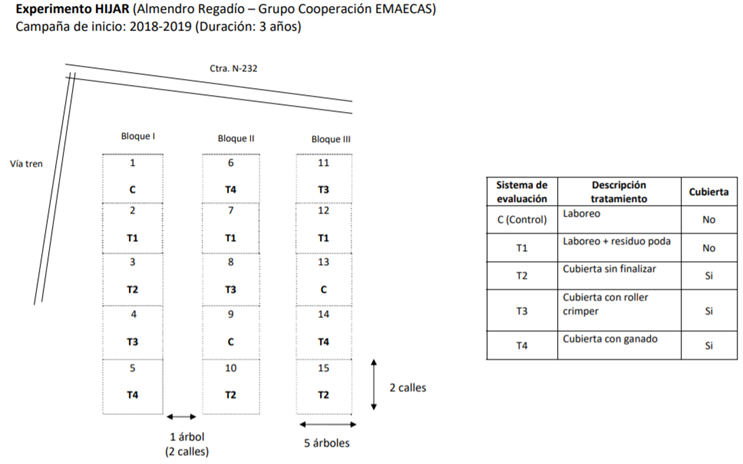 Experimento HIJAR (Almendro Regadío – Grupo Cooperación EMAECAS)
Campaña de inicio: 2018-2019 (Duración: 3 años)
Ctra. N-232
Vía tren
Bloque I
1
C
2
T1
3
T2
4
T3
5
T4
Bloque II
6
T4
7
T1
8
T3
9
C
10
T2
Bloque III
11
T3
12
T1
13
C
14
T4
15
T2
1 árbol
(2 calles)
5 árboles
2 calles
Sistema de evaluación Descripción tratamiento Cubierta
C (Control) Laboreo No
T1 Laboreo + residuo poda No
T2 Cubierta sin finalizar Si
T3 Cubierta con roller crimper Si
T4 Cubierta con ganado Si